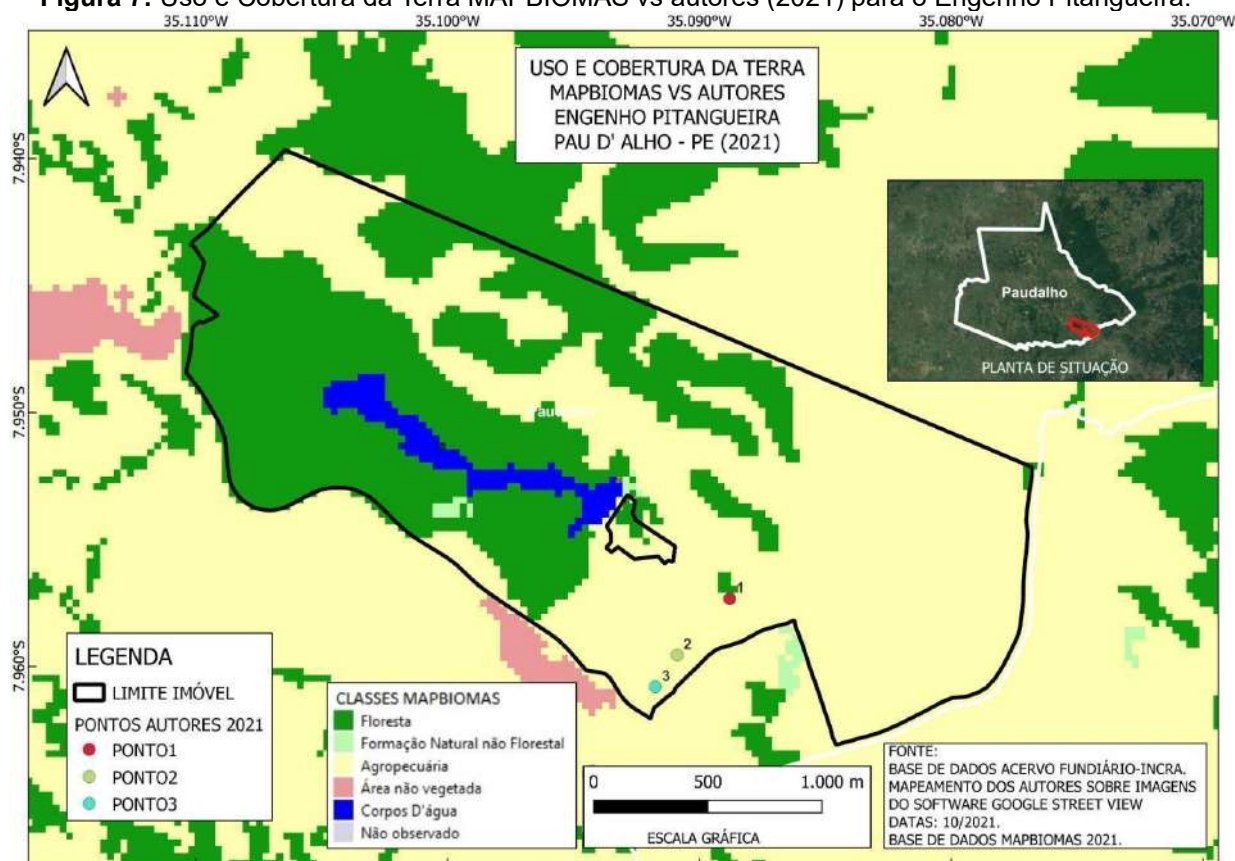 Figura 7: Uso e Cobertura da Terra MAPBIOMAS vs autores (2021) para o Engenho Pitangueira.
35.110°W 35.100°W 35.090°W 35.080°W 35.070°W
USO E COBERTURA DA TERRA
MAPBIOMAS VS AUTORES
ENGENHO PITANGUEIRA
PAU D' ALHO - PE (2021)
7.940°S
7.950°S
7.960°S
Paudalho
PLANTA DE SITUAÇÃO
Paudalho
1
2
3
LEGENDA
LIMITE IMÓVEL
PONTOS AUTORES 2021
PONTO1
PONTO2
PONTO3
CLASSES MAPBIOMAS
Floresta
Formação Natural não Florestal
Agropecuária
Área não vegetada
Corpos D'água
Não observado
0 500 1.000 m
ESCALA GRÁFICA
FONTE:
BASE DE DADOS ACERVO FUNDIÁRIO-INCRA.
MAPEAMENTO DOS AUTORES SOBRE IMAGENS
DO SOFTWARE GOOGLE STREET VIEW
DATAS: 10/2021.
BASE DE DADOS MAPBIOMAS 2021.